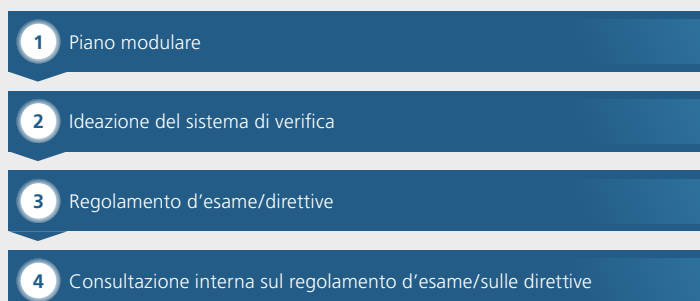 1 Piano modulare
2 Ideazione del sistema di verifica
3 Regolamento d’esame/direttive
4 Consultazione interna sul regolamento d’esame/sulle direttive